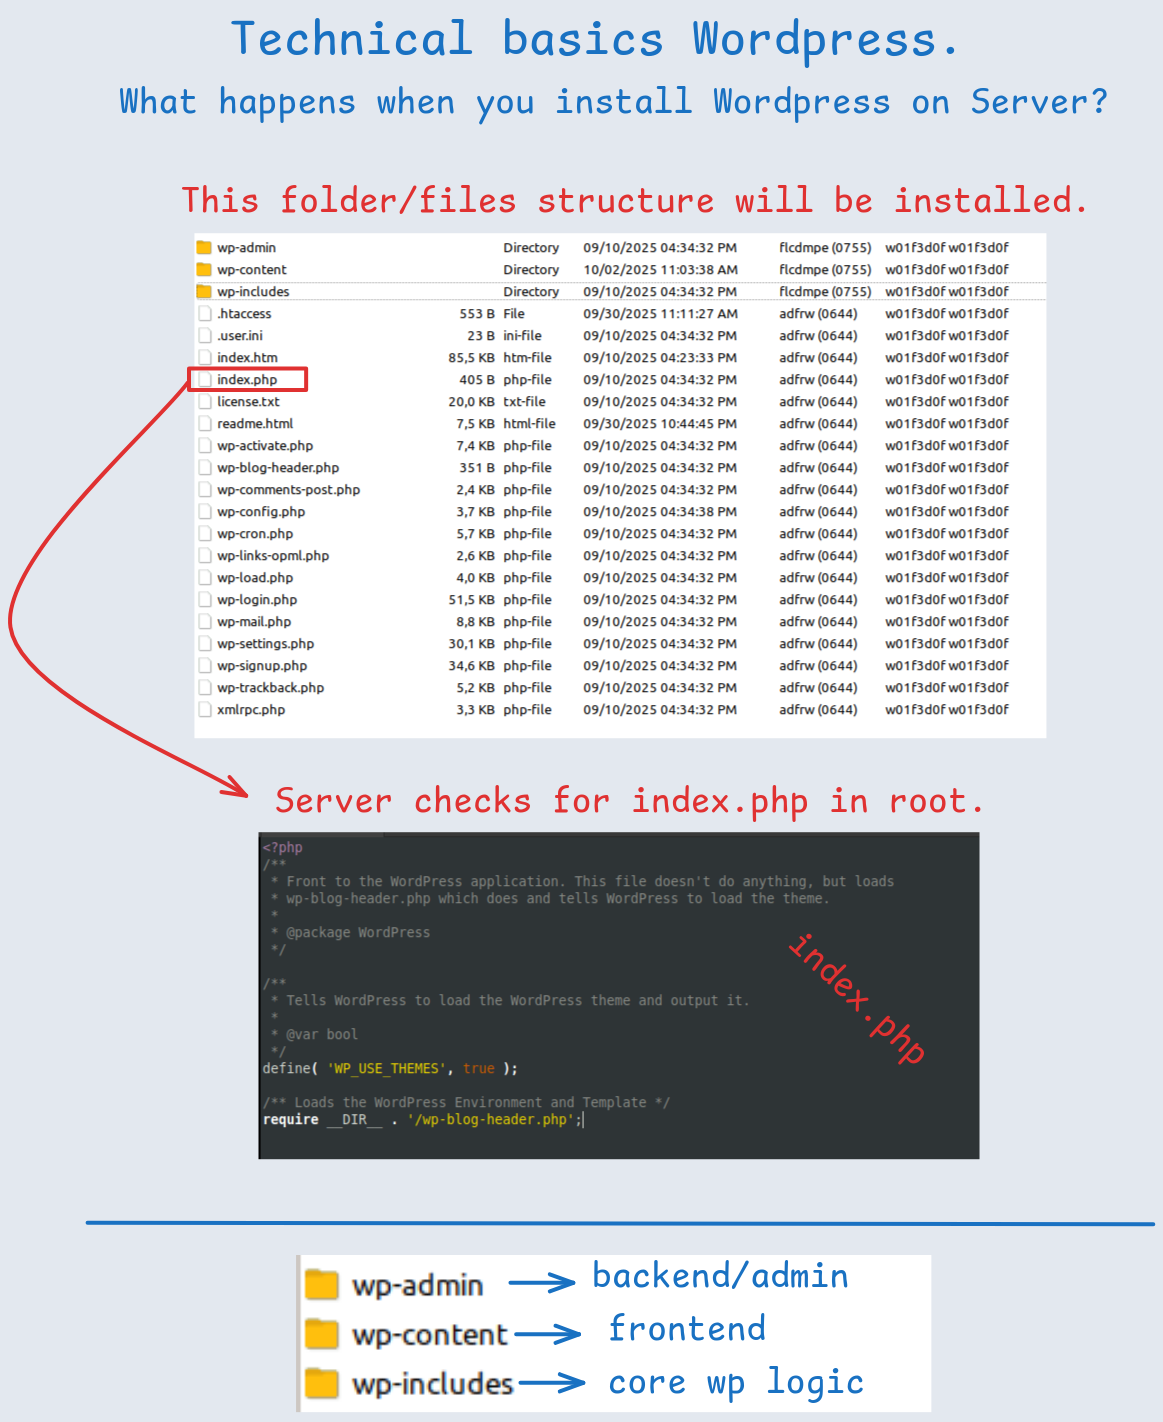 Technical basics Wordpress.
What happens when you install Wordpress on Server?
This folder/files structure will be installed.
wp-admin Directory 09/10/2025 04:34:32 PM flcdmpe (0755) w01f3d0f w01f3d0f
wp-content Directory 10/02/2025 11:03:38 AM flcdmpe (0755) w01f3d0f w01f3d0f
wp-includes Directory 09/10/2025 04:34:32 PM flcdmpe (0755) w01f3d0f w01f3d0f
.htaccess 553 B File 09/30/2025 11:11:27 AM adfrw (0644) w01f3d0f w01f3d0f
.user.ini 23 B ini-file 09/10/2025 04:34:32 PM adfrw (0644) w01f3d0f w01f3d0f
index.htm 85,5 KB htm-file 09/10/2025 04:23:33 PM adfrw (0644) w01f3d0f w01f3d0f
index.php 405 B php-file 09/10/2025 04:34:32 PM adfrw (0644) w01f3d0f w01f3d0f
license.txt 20,0 KB txt-file 09/10/2025 04:34:32 PM adfrw (0644) w01f3d0f w01f3d0f
readme.html 7,5 KB html-file 09/30/2025 10:44:45 PM adfrw (0644) w01f3d0f w01f3d0f
wp-activate.php 7,4 KB php-file 09/10/2025 04:34:32 PM adfrw (0644) w01f3d0f w01f3d0f
wp-blog-header.php 351 B php-file 09/10/2025 04:34:32 PM adfrw (0644) w01f3d0f w01f3d0f
wp-comments-post.php 2,4 KB php-file 09/10/2025 04:34:32 PM adfrw (0644) w01f3d0f w01f3d0f
wp-config.php 3,7 KB php-file 09/10/2025 04:34:38 PM adfrw (0644) w01f3d0f w01f3d0f
wp-cron.php 5,7 KB php-file 09/10/2025 04:34:32 PM adfrw (0644) w01f3d0f w01f3d0f
wp-links-opml.php 2,6 KB php-file 09/10/2025 04:34:32 PM adfrw (0644) w01f3d0f w01f3d0f
wp-load.php 4,0 KB php-file 09/10/2025 04:34:32 PM adfrw (0644) w01f3d0f w01f3d0f
wp-login.php 51,5 KB php-file 09/10/2025 04:34:32 PM adfrw (0644) w01f3d0f w01f3d0f
wp-mail.php 8,8 KB php-file 09/10/2025 04:34:32 PM adfrw (0644) w01f3d0f w01f3d0f
wp-settings.php 30,1 KB php-file 09/10/2025 04:34:32 PM adfrw (0644) w01f3d0f w01f3d0f
wp-signup.php 34,6 KB php-file 09/10/2025 04:34:32 PM adfrw (0644) w01f3d0f w01f3d0f
wp-trackback.php 5,2 KB php-file 09/10/2025 04:34:32 PM adfrw (0644) w01f3d0f w01f3d0f
xmlrpc.php 3,3 KB php-file 09/10/2025 04:34:32 PM adfrw (0644) w01f3d0f w01f3d0f
Server checks for index.php in root.
<?php
/**
 * Front to the WordPress application. This file doesn't do anything, but loads
 * wp-blog-header.php which does and tells WordPress to load the theme.
 *
 * @package WordPress
 */
/**
 * Tells WordPress to load the WordPress theme and output it.
 *
 * @var bool
 */
define( 'WP_USE_THEMES', true );
/** Loads the WordPress Environment and Template */
require __DIR__ . '/wp-blog-header.php';
index.php
wp-admin backend/admin
wp-content frontend
wp-includes core wp logic